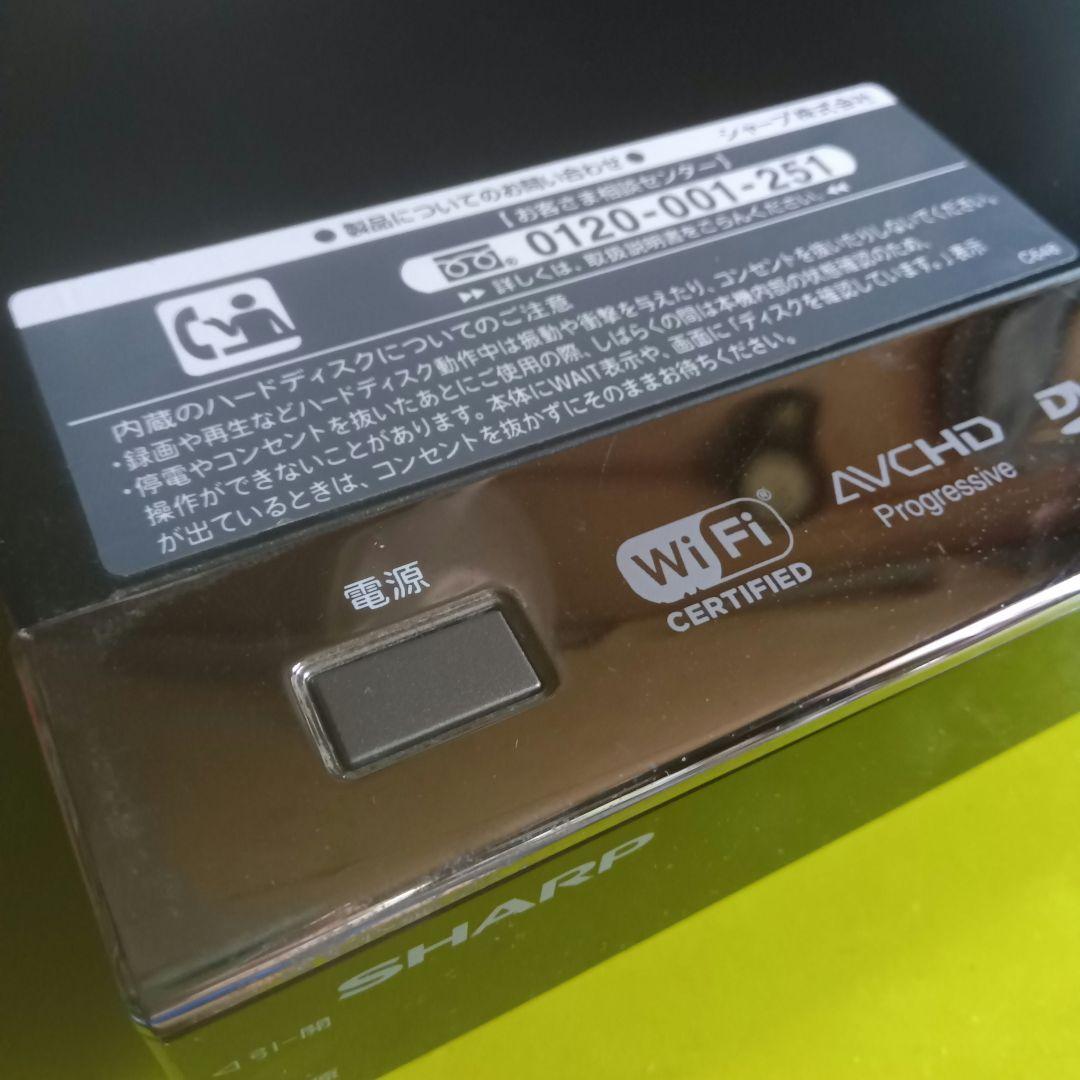 ● 製品についてのお問い合わせ ● シャープ株式会社
【お客さま相談センター】
0120-001-251
▶▶ 詳しくは、取扱説明書をごらんください。◀◀
内蔵のハードディスクについてのご注意
・録画や再生などハードディスク動作中は振動や衝撃を与えたり、コンセントを抜いたりしないでください。
・停電やコンセントを抜いたあとにご使用の際、しばらくの間は本機内部の状態確認のため、
操作ができないことがあります。本体にWAIT表示や、画面に「ディスクを確認しています。」表示
が出ているときは、コンセントを抜かずにそのままお待ちください。
C648
電源
Wi Fi®
CERTIFIED
AVCHD
Progressive
SHARP